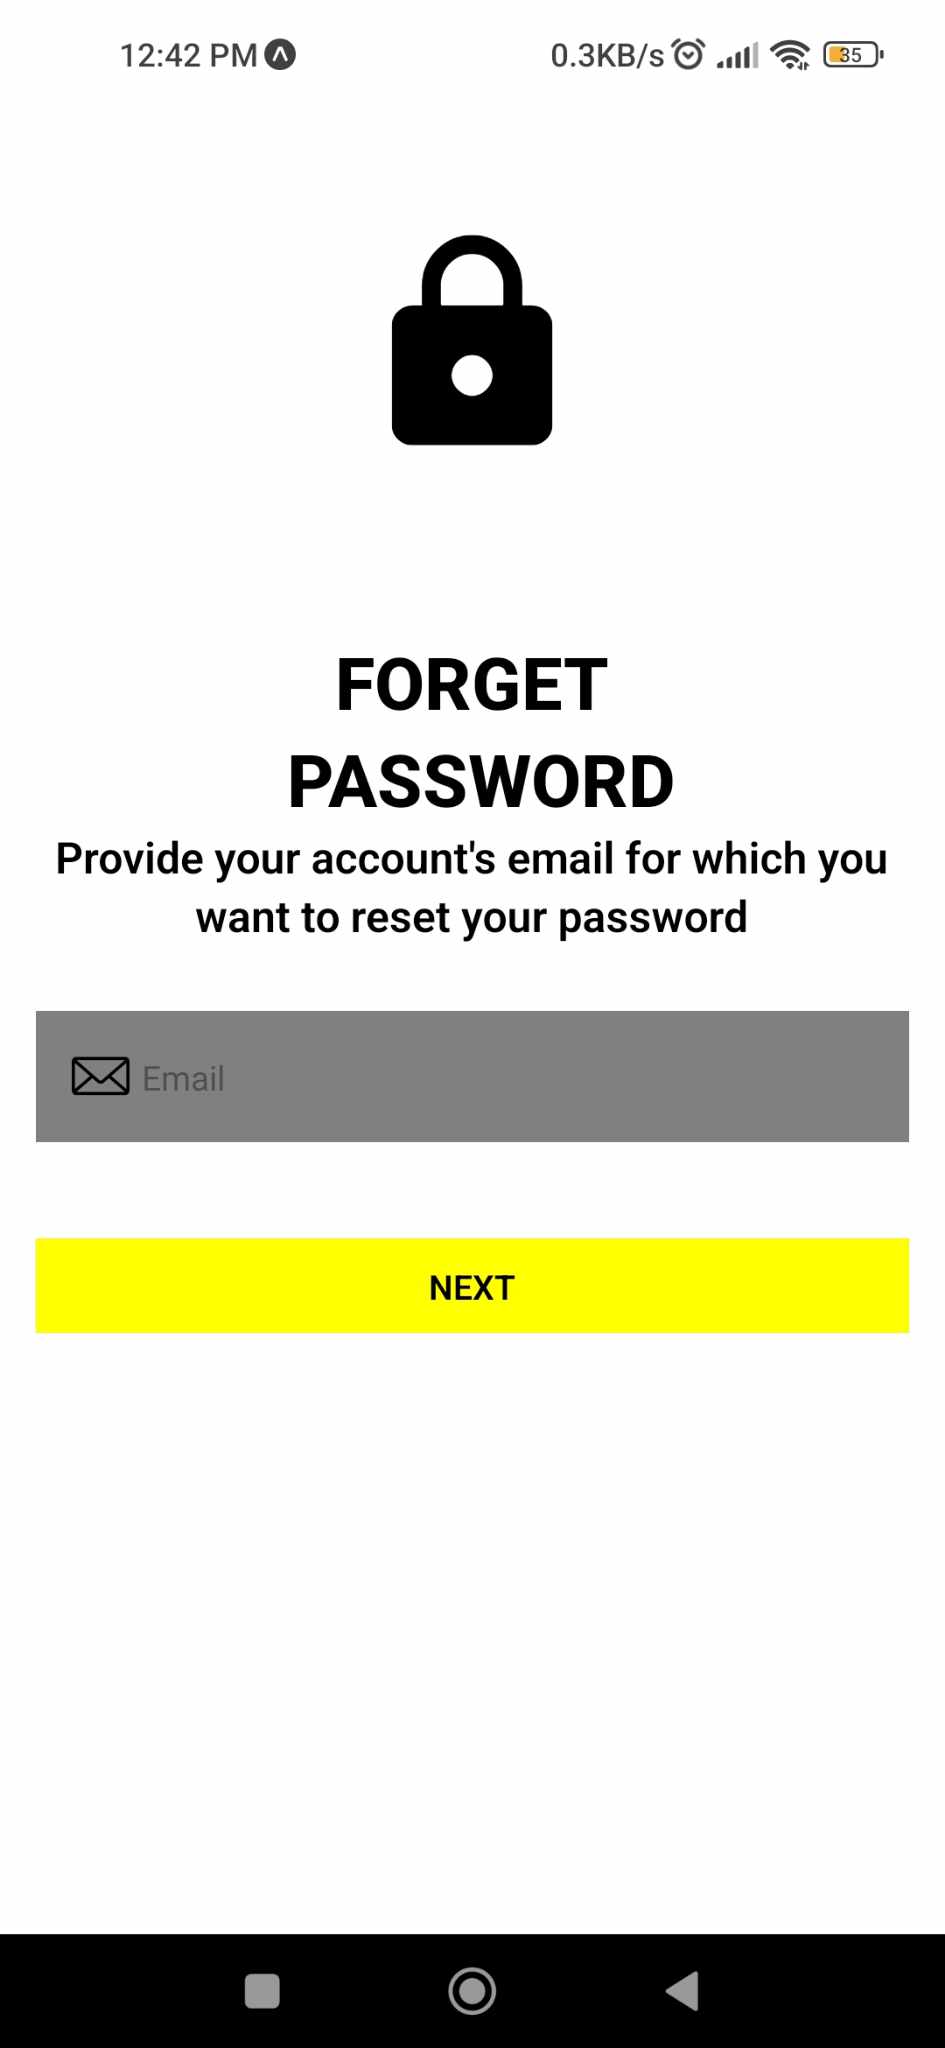 12:42 PM 0.3KB/s 35
FORGET
PASSWORD
Provide your account's email for which you
want to reset your password
Email
NEXT